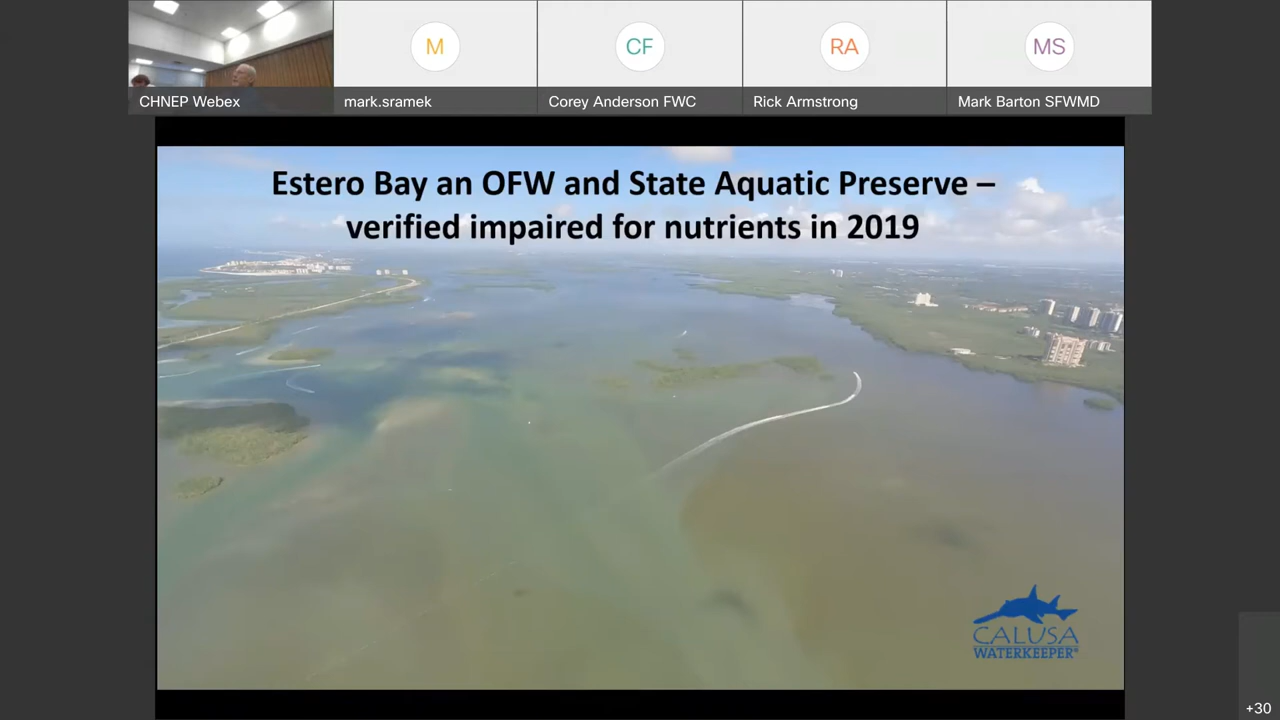 M
CF
RA
MS
CHNEP Webex
mark.sramek
Corey Anderson FWC
Rick Armstrong
Mark Barton SFWMD
Estero Bay an OFW and State Aquatic Preserve –
verified impaired for nutrients in 2019
CALUSA
WATERKEEPER®
+30